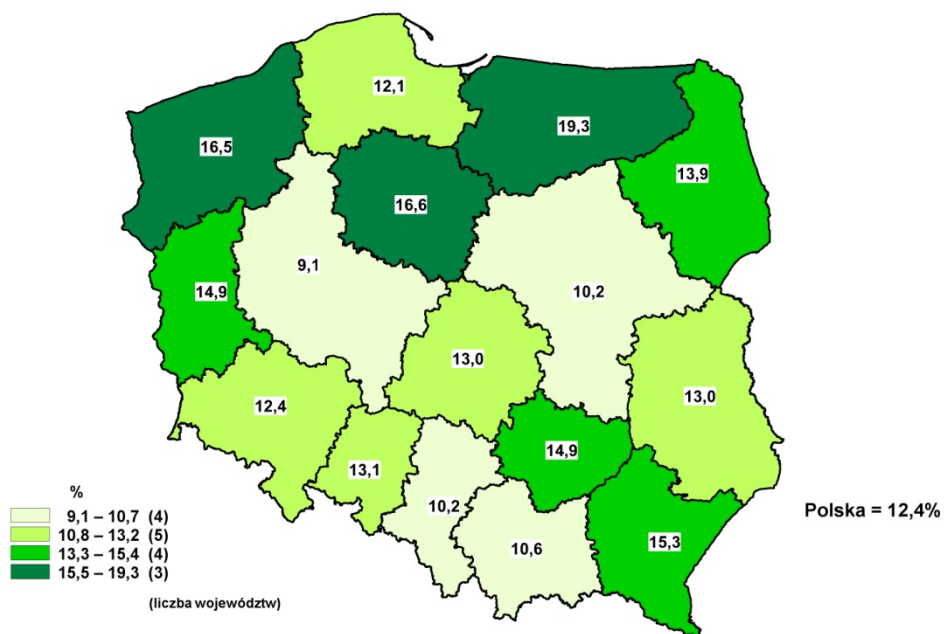 12,1
19,3
16,5
13,9
16,6
9,1
14,9
10,2
13,0
13,0
12,4
14,9
13,1
10,2
10,6
15,3
%
9,1 – 10,7 (4)
10,8 – 13,2 (5)
13,3 – 15,4 (4)
15,5 – 19,3 (3)
(liczba województw)
Polska = 12,4%